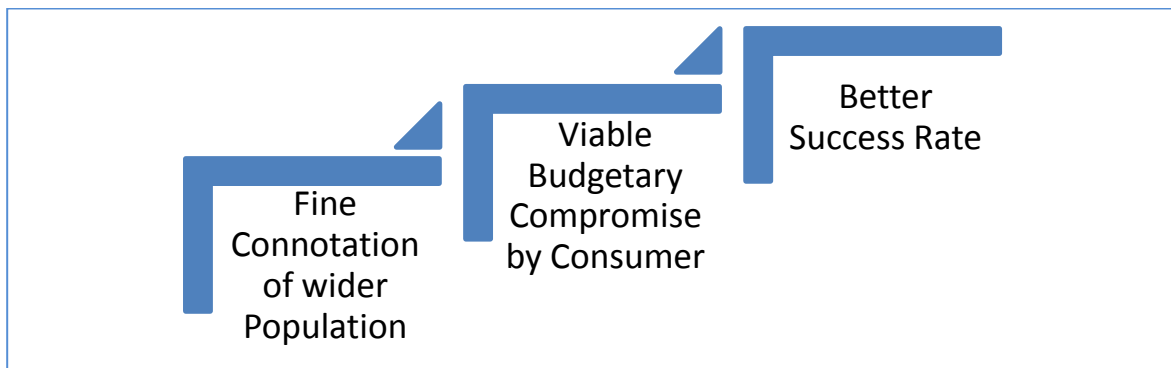 Fine
Connotation
of wider
Population
Viable
Budgetary
Compromise
by Consumer
Better
Success Rate